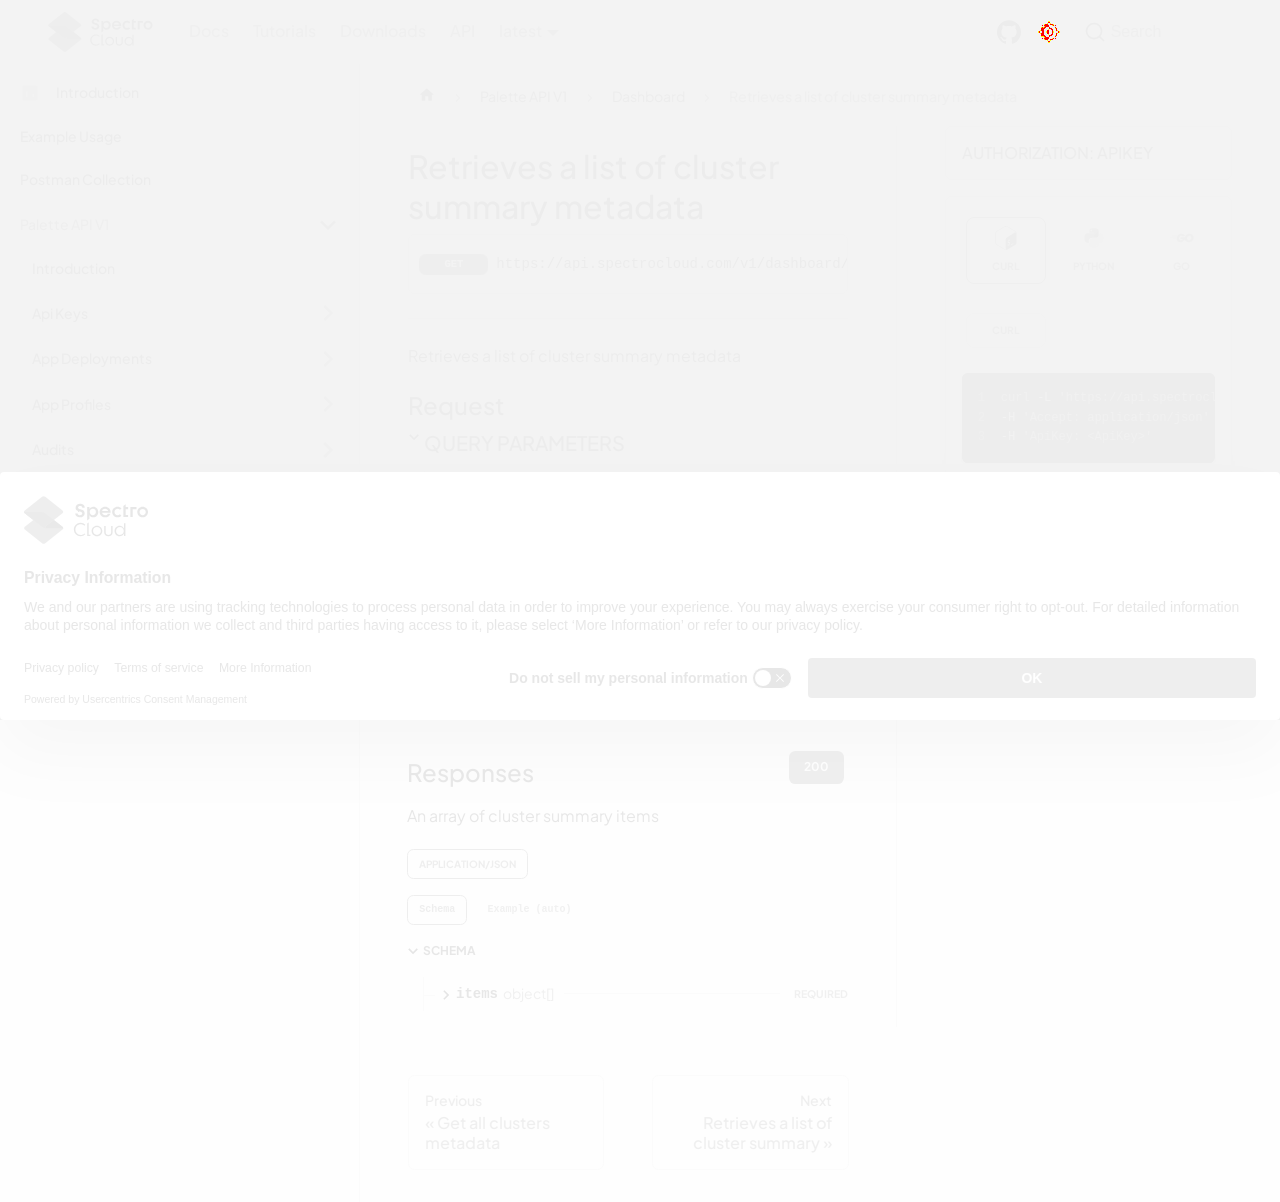 Spectro Cloud
Docs Tutorials Downloads API latest
Search
Introduction
Example Usage
Postman Collection
Palette API V1
Introduction
Api Keys
App Deployments
App Profiles
Audits
Palette API V1 Dashboard Retrieves a list of cluster summary metadata
Retrieves a list of cluster
summary metadata
GET https://api.spectrocloud.com/v1/dashboard/
Retrieves a list of cluster summary metadata
Request
QUERY PARAMETERS
AUTHORIZATION: APIKEY
CURL PYTHON GO
CURL
Spectro
Cloud
Privacy Information
We and our partners are using tracking technologies to process personal data in order to improve your experience. You may always exercise your consumer right to opt-out. For detailed information
about personal information we collect and third parties having access to it, please select 'More Information' or refer to our privacy policy.
Privacy policy Terms of service More Information
Powered by Usercentrics Consent Management
Do not sell my personal information
OK
Responses
200
An array of cluster summary items
APPLICATION/JSON
Schema Example (auto)
SCHEMA
items object[] REQUIRED
Previous
« Get all clusters
metadata
Next
Retrieves a list of
cluster summary »